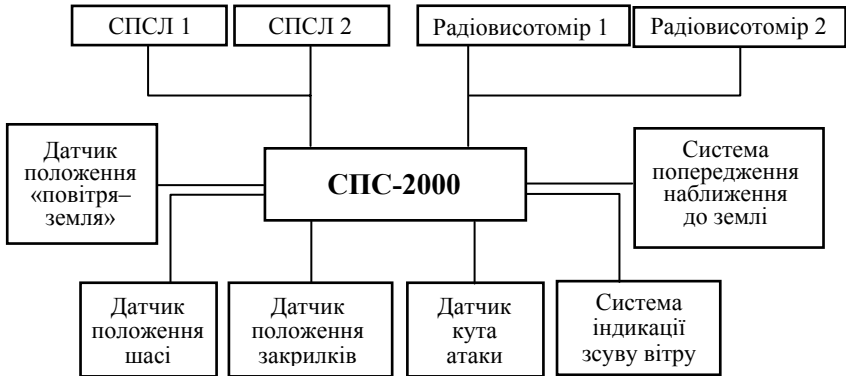 СПСЛ 1
СПСЛ 2
Радіовисотомір 1
Радіовисотомір 2
Датчик
положення
«повітря–
земля»
СПС-2000
Система
попередження
наближення
до землі
Датчик
положення
шасі
Датчик
положення
закрилків
Датчик
кута
атаки
Система
індикації
зсуву вітру